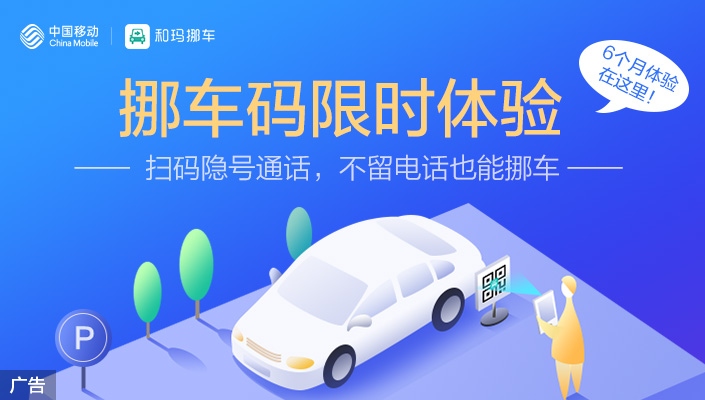 中国移动
China Mobile
和玛挪车
6个月体验
在这里！
挪车码限时体验
扫码隐号通话，不留电话也能挪车
P
广告